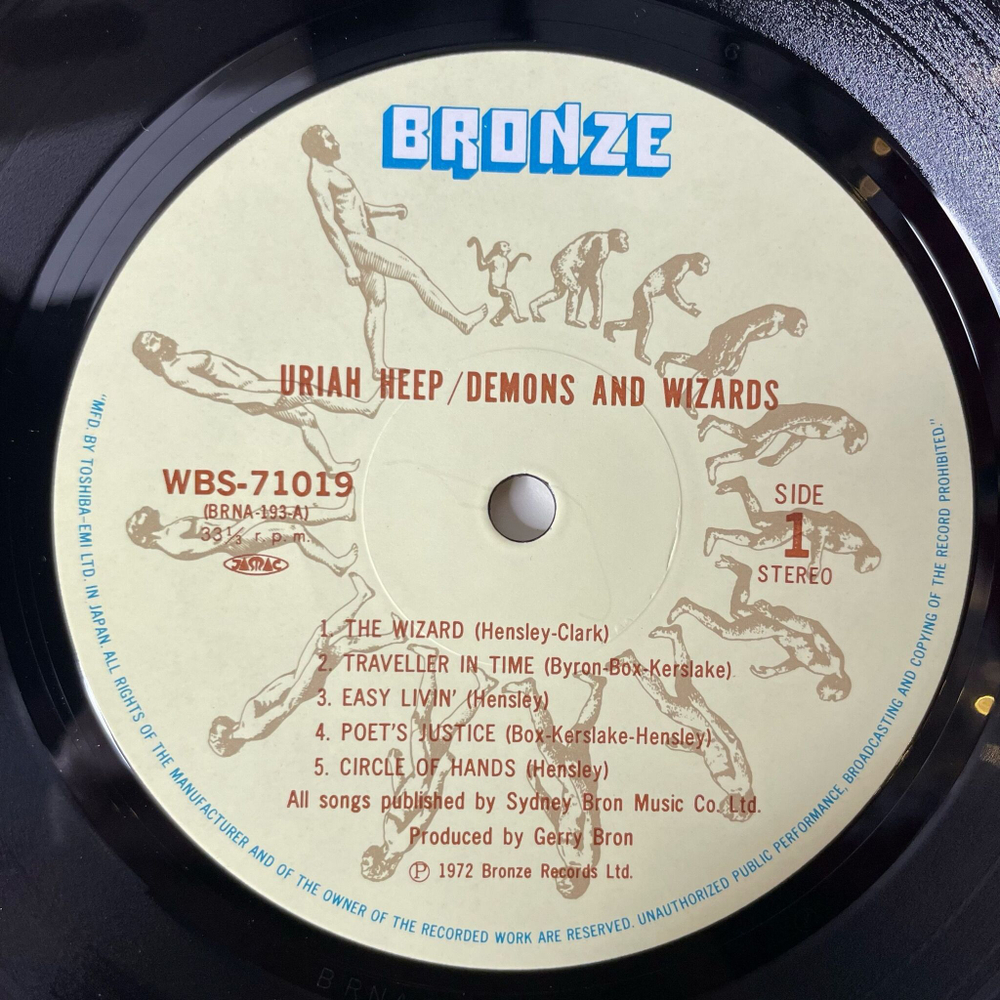 BRONZE
URIAH HEEP/DEMONS AND WIZARDS
WBS-71019
(BRNA-193-A)
33⅓ r.p.m.
JASRAC
SIDE
1
STEREO
1. THE WIZARD (Hensley-Clark)
2. TRAVELLER IN TIME (Byron-Box-Kerslake)
3. EASY LIVIN' (Hensley)
4. POET'S JUSTICE (Box-Kerslake-Hensley)
5. CIRCLE OF HANDS (Hensley)
All songs published by Sydney Bron Music Co. Ltd.
Produced by Gerry Bron
Ⓟ 1972 Bronze Records Ltd.
"MFD. BY TOSHIBA-EMI LTD. IN JAPAN. ALL RIGHTS OF THE MANUFACTURER AND OF THE OWNER OF THE RECORDED WORK ARE RESERVED. UNAUTHORIZED PUBLIC PERFORMANCE, BROADCASTING AND COPYING OF THE RECORD PROHIBITED."